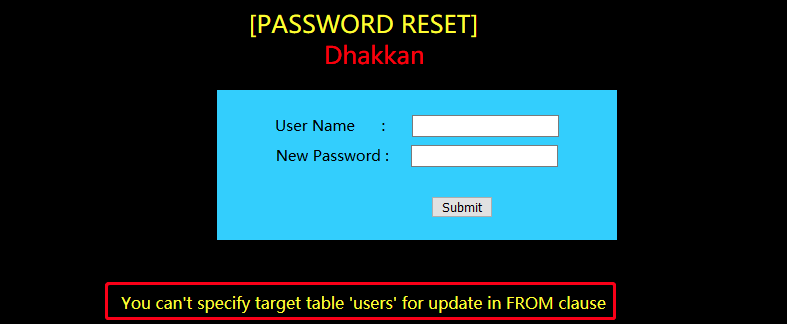 [PASSWORD RESET]
Dhakkan
User Name :
New Password :
Submit
You can't specify target table 'users' for update in FROM clause